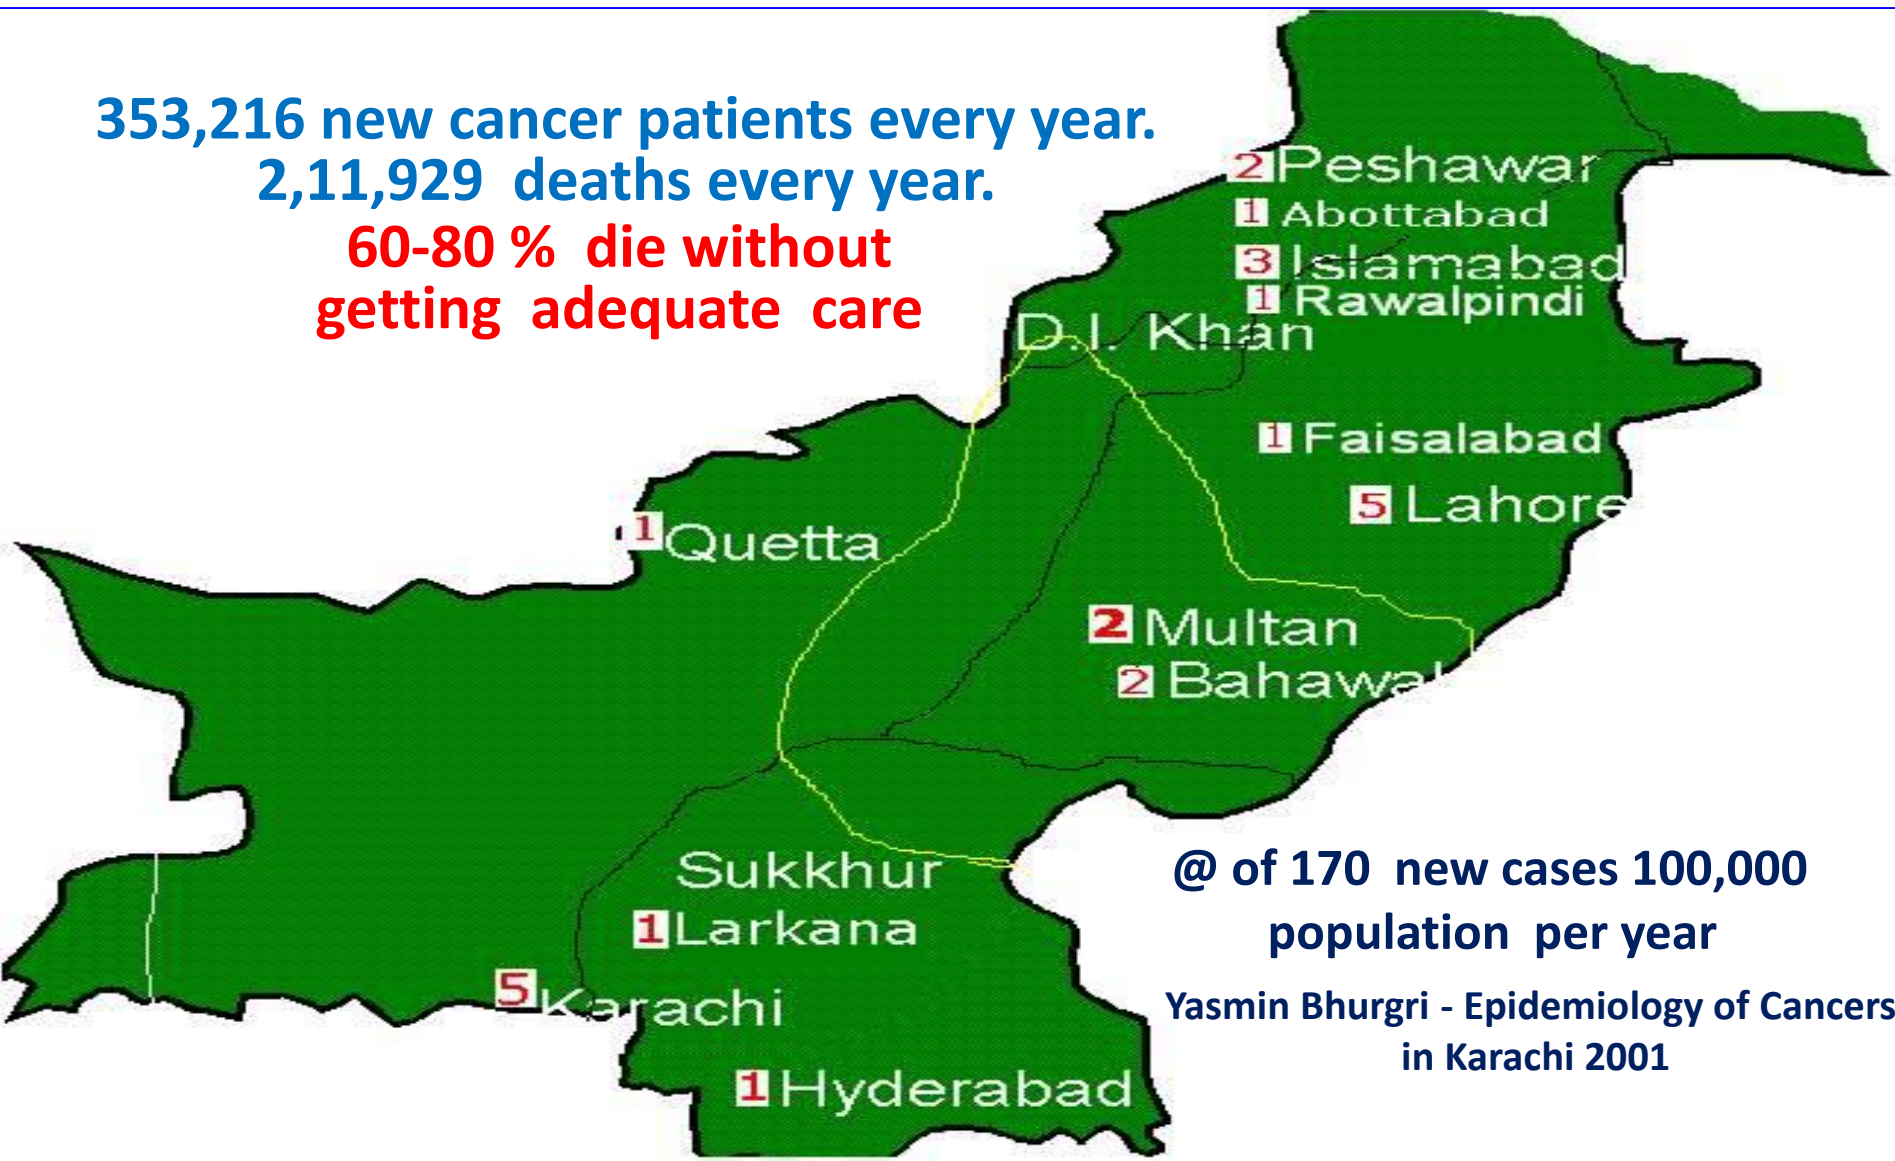 353,216 new cancer patients every year.
2,11,929 deaths every year.
60-80 % die without
getting adequate care
2 Peshawar
1 Abottabad
3 Islamabad
1 Rawalpindi
D.I. Khan
1 Faisalabad
5 Lahore
1 Quetta
2 Multan
2 Bahawal
Sukkhur
1 Larkana
5 Karachi
1 Hyderabad
@ of 170 new cases 100,000
population per year
Yasmin Bhurgri - Epidemiology of Cancers
in Karachi 2001